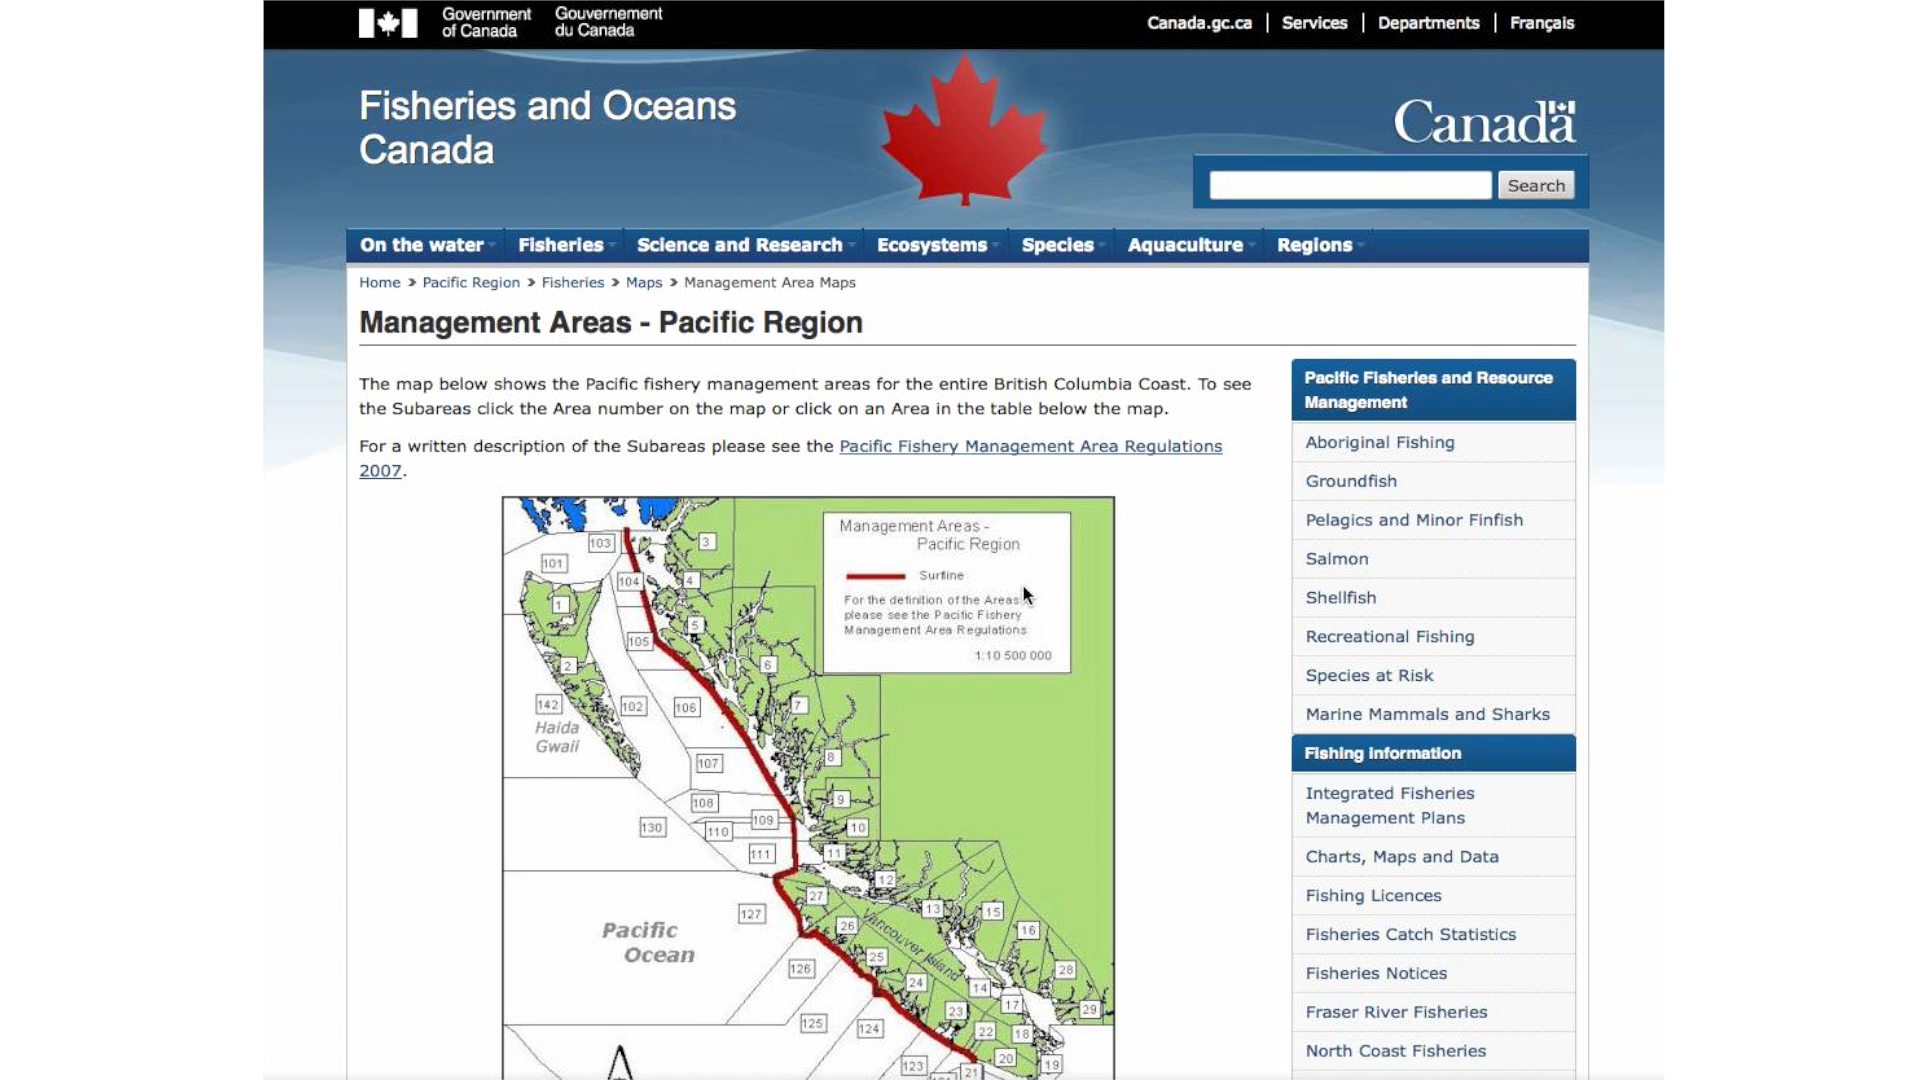 Government of Canada
Gouvernement du Canada
Canada.gc.ca | Services | Departments | Français
Fisheries and Oceans
Canada
Canada
Search
On the water Fisheries Science and Research Ecosystems Species Aquaculture Regions
Home > Pacific Region > Fisheries > Maps > Management Area Maps
Management Areas - Pacific Region
The map below shows the Pacific fishery management areas for the entire British Columbia Coast. To see
the Subareas click the Area number on the map or click on an Area in the table below the map.
For a written description of the Subareas please see the Pacific Fishery Management Area Regulations
2007.
Management Areas -
Pacific Region
Surfline
For the definition of the Areas
please see the Pacific Fishery
Management Area Regulations
1:10 500 000
103
3
101
104
4
1
5
105
2
6
142
102
106
7
Haida
Gwaii
107
8
108
9
109
130
110
10
111
11
12
27
127
13
15
26
16
Vancouver Island
Pacific
Ocean
25
126
28
24
14
17
23
29
125
124
22
18
20
123
19
21
Pacific Fisheries and Resource
Management
Aboriginal Fishing
Groundfish
Pelagics and Minor Finfish
Salmon
Shellfish
Recreational Fishing
Species at Risk
Marine Mammals and Sharks
Fishing Information
Integrated Fisheries
Management Plans
Charts, Maps and Data
Fishing Licences
Fisheries Catch Statistics
Fisheries Notices
Fraser River Fisheries
North Coast Fisheries